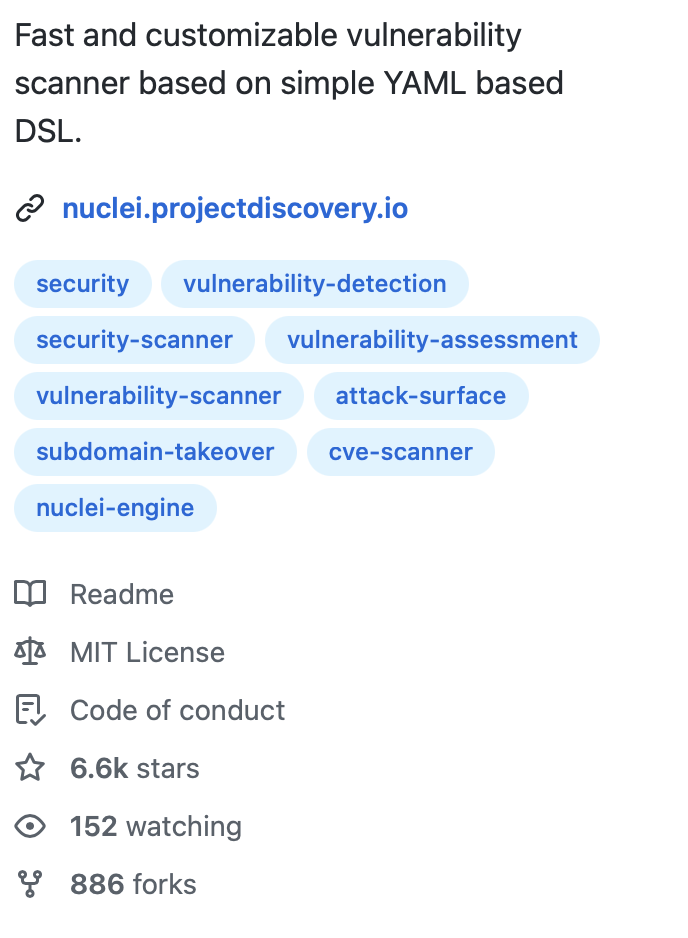 Fast and customizable vulnerability
scanner based on simple YAML based
DSL.
nuclei.projectdiscovery.io
security vulnerability-detection
security-scanner vulnerability-assessment
vulnerability-scanner attack-surface
subdomain-takeover cve-scanner
nuclei-engine
Readme
MIT License
Code of conduct
6.6k stars
152 watching
886 forks